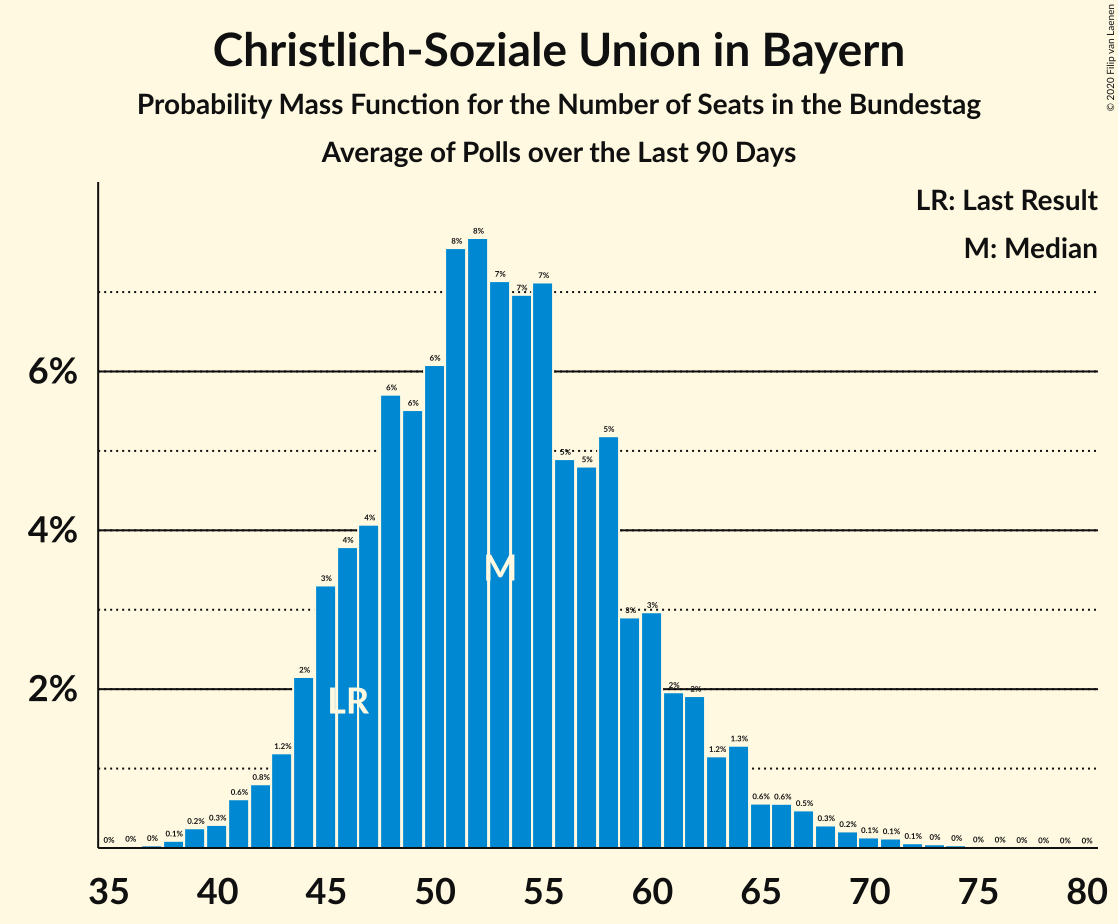 Christlich-Soziale Union in Bayern
Probability Mass Function for the Number of Seats in the Bundestag
Average of Polls over the Last 90 Days
© 2020 Filip van Laenen
LR: Last Result
M: Median
6%
4%
2%
0% 0% 0% 0.1% 0.2% 0.3% 0.6% 0.8% 1.2% 2% 3% 4% 4% 6% 6% 6% 8% 8% 7% 7% 7% 5% 5% 5% 3% 3% 2% 2% 1.2% 1.3% 0.6% 0.6% 0.5% 0.3% 0.2% 0.1% 0.1% 0.1% 0% 0% 0% 0% 0% 0% 0% 0%
M
LR
35 40 45 50 55 60 65 70 75 80